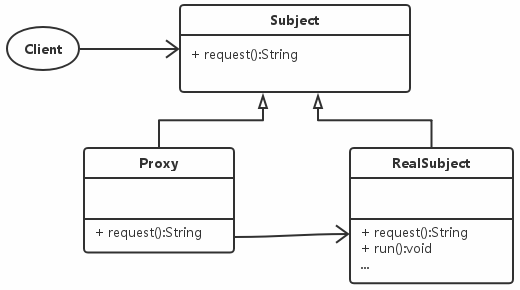 Subject
Client
+ request():String
Proxy
RealSubject
+ request():String
+ request():String
+ run():void
...